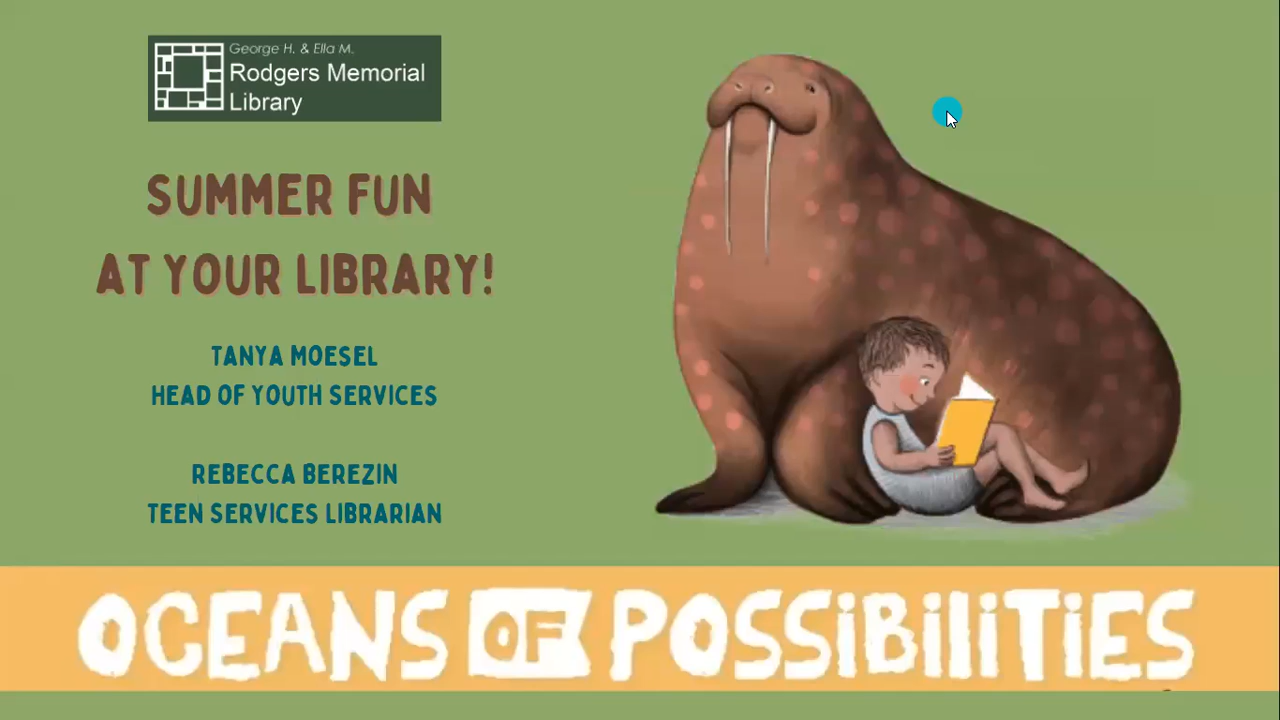 George H. & Ella M.
Rodgers Memorial
Library
SUMMER FUN
AT YOUR LIBRARY!
TANYA MOESEL
HEAD OF YOUTH SERVICES
REBECCA BEREZIN
TEEN SERVICES LIBRARIAN
OCEANS OF POSSiBiLiTiES